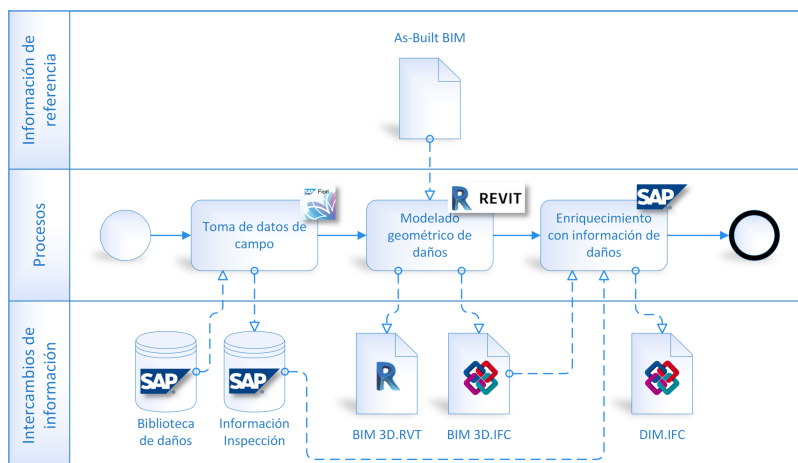 Información de
referencia
As-Built BIM
Procesos
Toma de datos de
campo
SAP Fiori
Modelado
geométrico de
daños
R REVIT
Enriquecimiento
con información de
daños
SAP
Intercambios de
información
SAP
Biblioteca
de daños
SAP
Información
Inspección
R
BIM 3D.RVT
BIM 3D.IFC
DIM.IFC